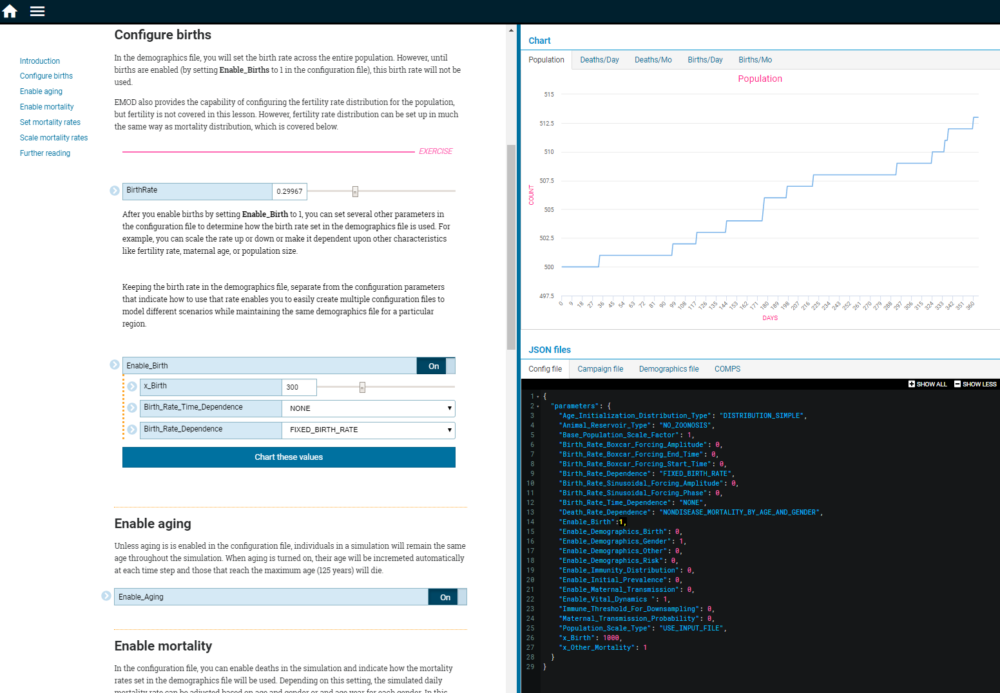 Introduction
Configure births
Enable aging
Enable mortality
Set mortality rates
Scale mortality rates
Further reading
Configure births
In the demographics file, you will set the birth rate across the entire population. However, until
births are enabled (by setting Enable_Births to 1 in the configuration file), this birth rate will not be
used.
EMOD also provides the capability of configuring the fertility rate distribution for the population,
but fertility is not covered in this lesson. However, fertility rate distribution can be set up in much
the same way as mortality distribution, which is covered below.
EXERCISE
BirthRate 0.29967
After you enable births by setting Enable_Birth to 1, you can set several other parameters in
the configuration file to determine how the birth rate set in the demographics file is used. For
example, you can scale the rate up or down or make it dependent upon other characteristics
like fertility rate, maternal age, or population size.
Keeping the birth rate in the demographics file, separate from the configuration parameters
that indicate how to use that rate enables you to easily create multiple configuration files to
model different scenarios while maintaining the same demographics file for a particular
region.
Enable_Birth On
x_Birth 300
Birth_Rate_Time_Dependence NONE
Birth_Rate_Dependence FIXED_BIRTH_RATE
Chart these values
Enable aging
Unless aging is is enabled in the configuration file, individuals in a simulation will remain the same
age throughout the simulation. When aging is turned on, their age will be incremeted automatically
at each time step and those that reach the maximum age (125 years) will die.
Enable_Aging On
Enable mortality
In the configuration file, you can enable deaths in the simulation and indicate how the mortality
rates set in the demographics file will be used. Depending on this setting, the simulated daily
mortality rate can be adjusted based on age and gender or and age year for each gender. In this
Chart
Population Deaths/Day Deaths/Mo Births/Day Births/Mo
Population
515
512.5
510
507.5
505
502.5
500
497.5
COUNT
0 9 18 27 36 45 54 63 72 81 90 99 108 117 126 135 144 153 162 171 180 189 198 207 216 225 234 243 252 261 270 279 288 297 306 315 324 333 342 351 360
DAYS
JSON files
Config file Campaign file Demographics file COMPS
SHOW ALL SHOW LESS
1 {
2 "parameters": {
3 "Age_Initialization_Distribution_Type": "DISTRIBUTION_SIMPLE",
4 "Animal_Reservoir_Type": "NO_ZOONOSIS",
5 "Base_Population_Scale_Factor": 1,
6 "Birth_Rate_Boxcar_Forcing_Amplitude": 0,
7 "Birth_Rate_Boxcar_Forcing_End_Time": 0,
8 "Birth_Rate_Boxcar_Forcing_Start_Time": 0,
9 "Birth_Rate_Dependence": "FIXED_BIRTH_RATE",
10 "Birth_Rate_Sinusoidal_Forcing_Amplitude": 0,
11 "Birth_Rate_Sinusoidal_Forcing_Phase": 0,
12 "Birth_Rate_Time_Dependence": "NONE",
13 "Death_Rate_Dependence": "NONDISEASE_MORTALITY_BY_AGE_AND_GENDER",
14 "Enable_Birth":1,
15 "Enable_Demographics_Birth": 0,
16 "Enable_Demographics_Gender": 1,
17 "Enable_Demographics_Other": 0,
18 "Enable_Demographics_Risk": 0,
19 "Enable_Immunity_Distribution": 0,
20 "Enable_Initial_Prevalence": 0,
21 "Enable_Maternal_Transmission": 0,
22 "Enable_Vital_Dynamics ": 1,
23 "Immune_Threshold_For_Downsampling": 0,
24 "Maternal_Transmission_Probability": 0,
25 "Population_Scale_Type": "USE_INPUT_FILE",
26 "x_Birth": 1000,
27 "x_Other_Mortality": 1
28 }
29 }